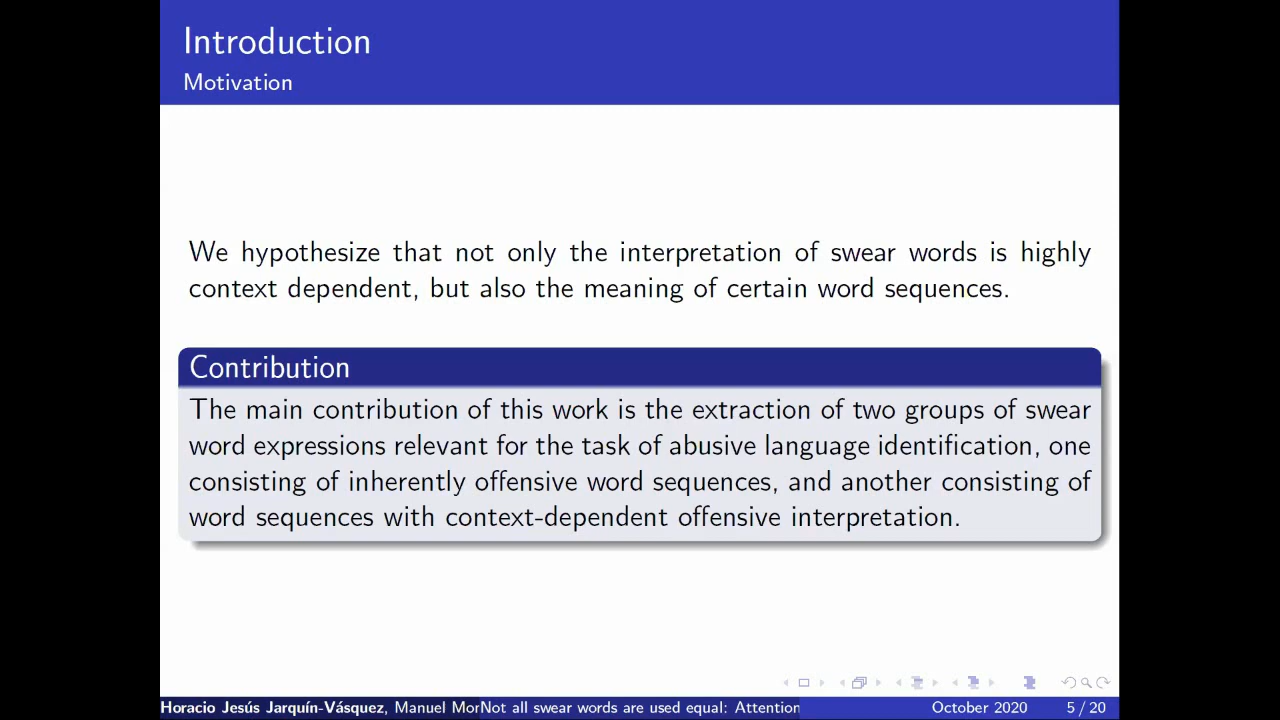 Introduction
Motivation
We hypothesize that not only the interpretation of swear words is highly
context dependent, but also the meaning of certain word sequences.
Contribution
The main contribution of this work is the extraction of two groups of swear
word expressions relevant for the task of abusive language identification, one
consisting of inherently offensive word sequences, and another consisting of
word sequences with context-dependent offensive interpretation.
Horacio Jesús Jarquín-Vásquez, Manuel Mor Not all swear words are used equal: Attention October 2020 5 / 20